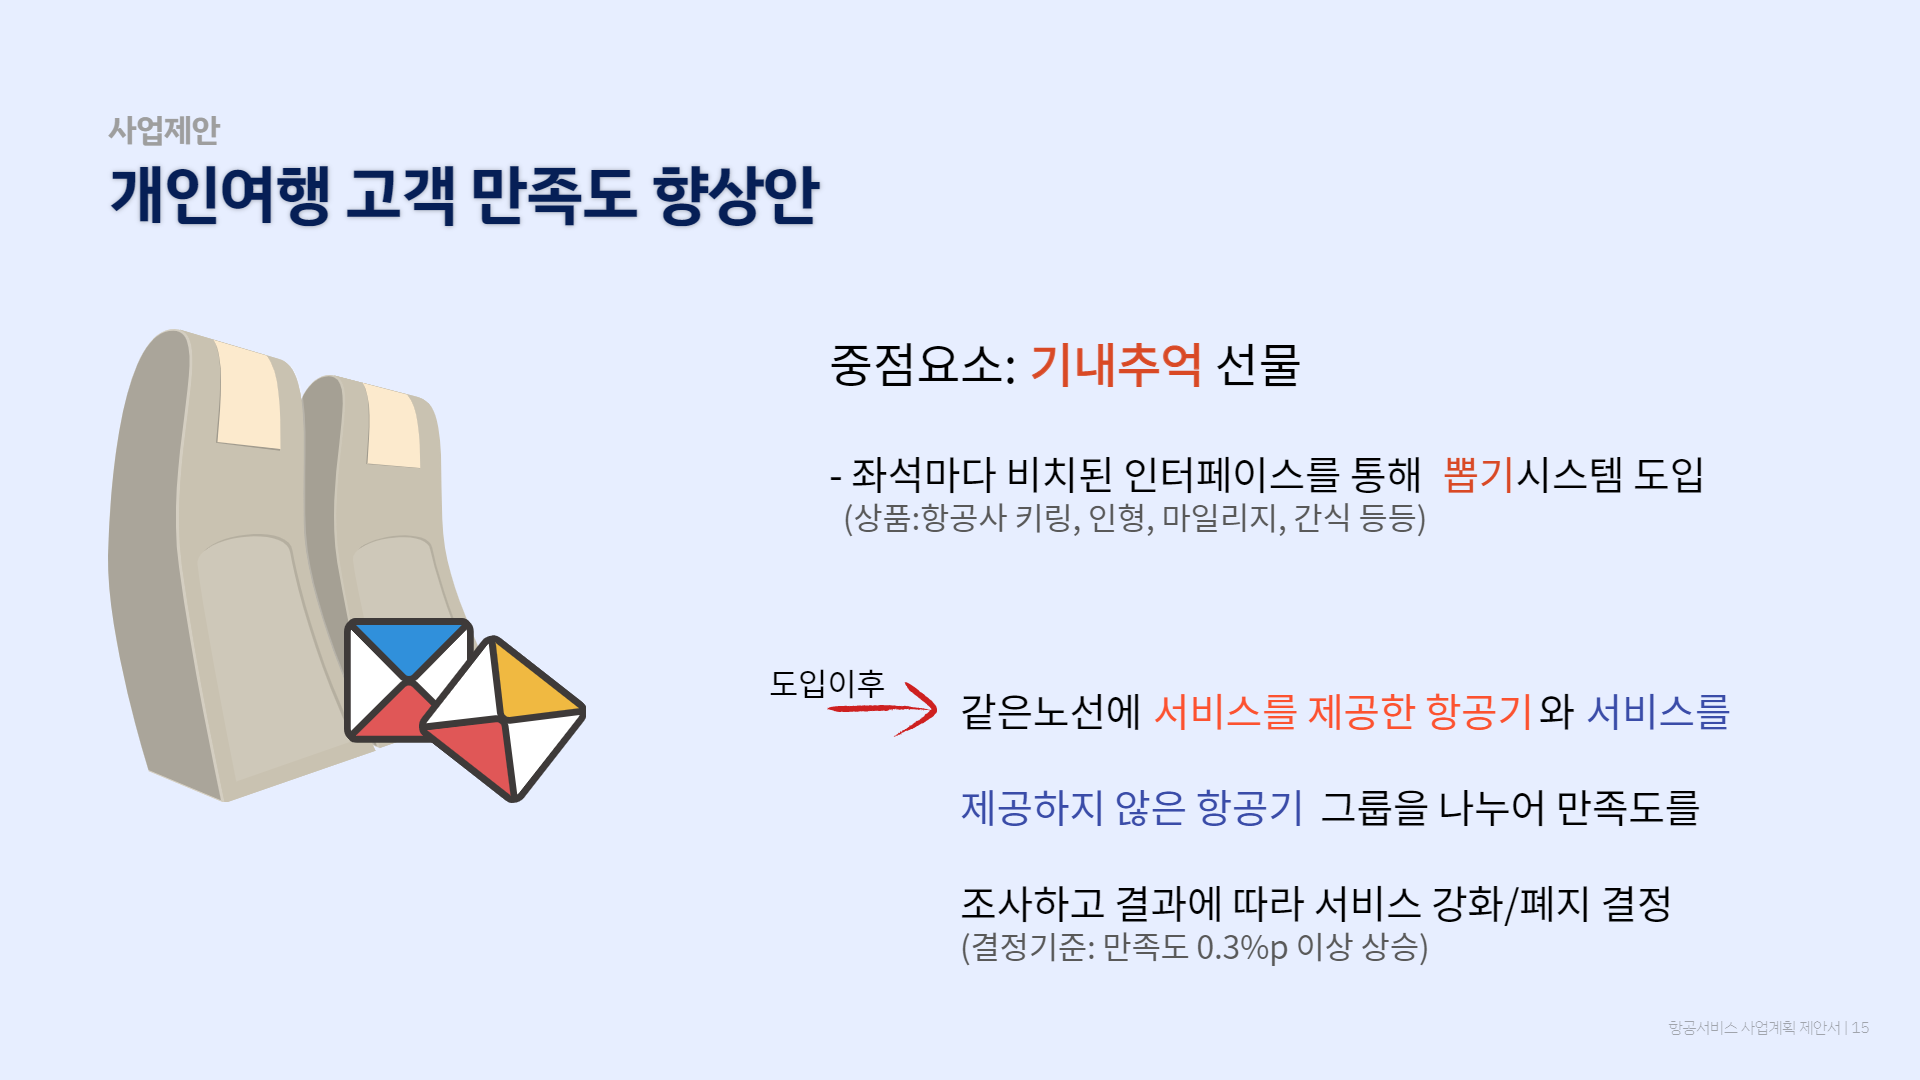 사업제안
개인여행 고객 만족도 향상안
중점요소: 기내추억 선물
- 좌석마다 비치된 인터페이스를 통해 뽑기시스템 도입
(상품:항공사 키링, 인형, 마일리지, 간식 등등)
도입이후
같은노선에 서비스를 제공한 항공기와 서비스를
제공하지 않은 항공기 그룹을 나누어 만족도를
조사하고 결과에 따라 서비스 강화/폐지 결정
(결정기준: 만족도 0.3%p 이상 상승)
항공서비스 사업계획 제안서 | 15